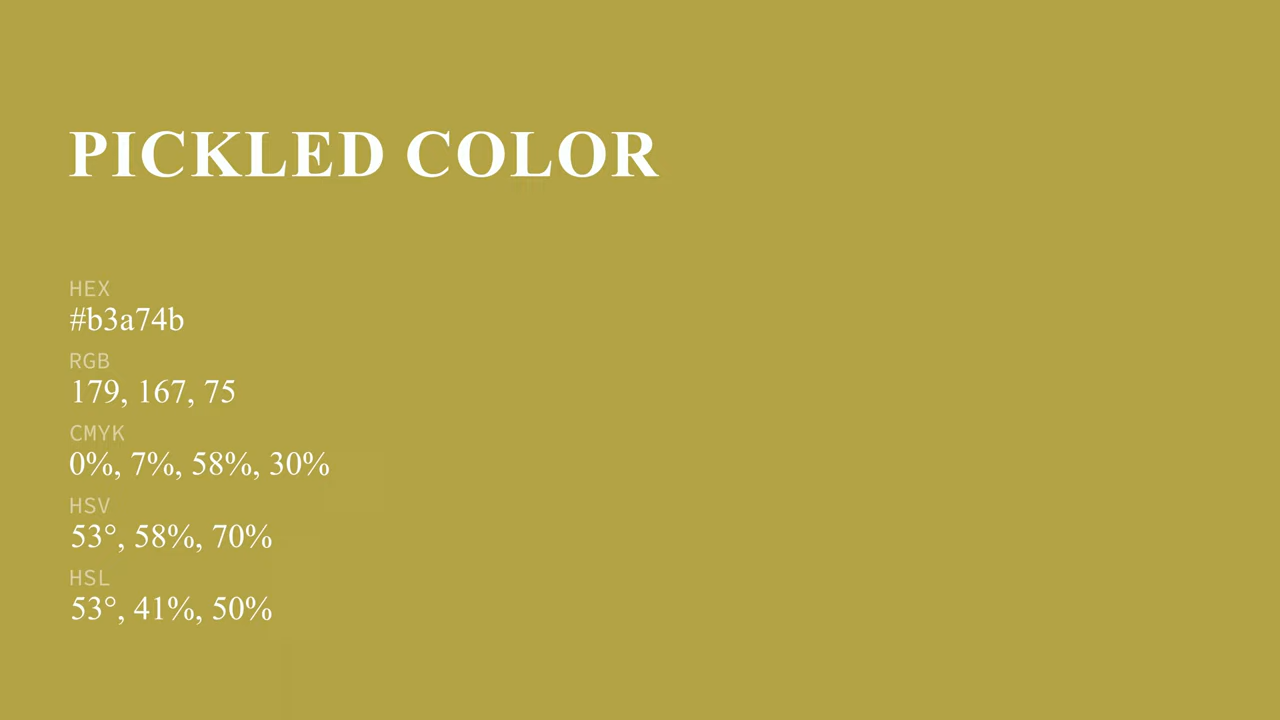 PICKLED COLOR
HEX
#b3a74b
RGB
179, 167, 75
CMYK
0%, 7%, 58%, 30%
HSV
53°, 58%, 70%
HSL
53°, 41%, 50%